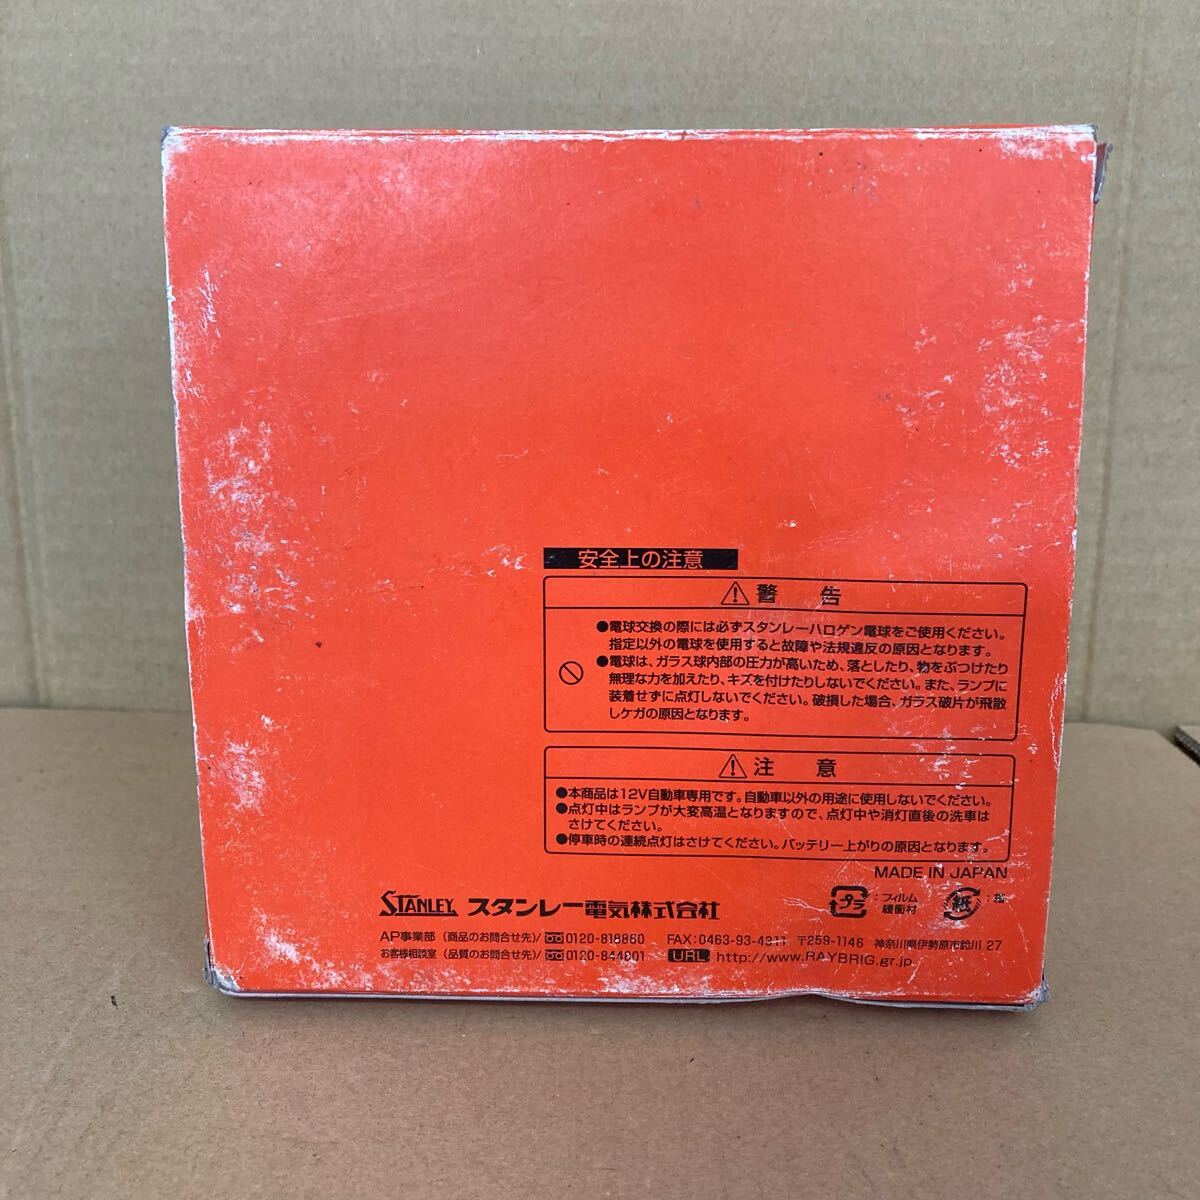 安全上の注意
警 告
●電球交換の際には必ずスタンレーハロゲン電球をご使用ください。
指定以外の電球を使用すると故障や法規違反の原因となります。
●電球は、ガラス球内部の圧力が高いため、落としたり、物をぶつけたり
無理な力を加えたり、キズを付けたりしないでください。また、ランプに
装着せずに点灯しないでください。破損した場合、ガラス破片が飛散
しケガの原因となります。
注 意
●本商品は12V自動車専用です。自動車以外の用途に使用しないでください。
●点灯中はランプが大変高温となりますので、点灯中や消灯直後の洗車は
さけてください。
●停車時の連続点灯はさけてください。バッテリー上がりの原因となります。
MADE IN JAPAN
STANLEY スタンレー電気株式会社
プラ :フィルム
緩衝材
紙 :箱
AP事業部 (商品のお問合せ先)/ 0120-818860 FAX:0463-93-4311 〒259-1146 神奈川県伊勢原市鈴川 27
お客様相談室 (品質のお問合せ先)/ 0120-844801 URL http://www.RAYBRIG.gr.jp